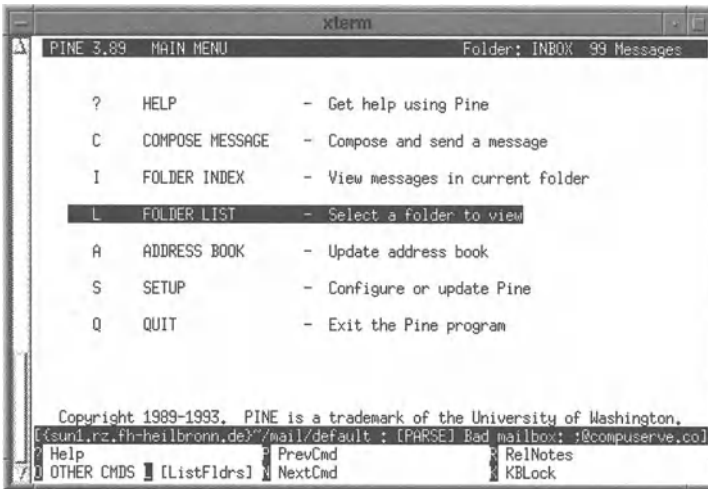 xterm
PINE 3.89 MAIN MENU Folder: INBOX 99 Messages
? HELP - Get help using Pine
C COMPOSE MESSAGE - Compose and send a message
I FOLDER INDEX - View messages in current folder
L FOLDER LIST - Select a folder to view
A ADDRESS BOOK - Update address book
S SETUP - Configure or update Pine
Q QUIT - Exit the Pine program
Copyright 1989-1993. PINE is a trademark of the University of Washington.
[{sun1.rz.fh-heilbronn.de}~/mail/default : [PARSE] Bad mailbox: ;@compuserve.co]
? Help P PrevCmd R RelNotes
O OTHER CMDS L [ListFldrs] N NextCmd K KBLock